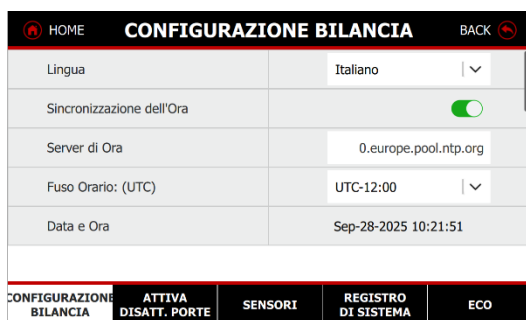 HOME CONFIGURAZIONE BILANCIA BACK
Lingua Italiano
Sincronizzazione dell'Ora
Server di Ora 0.europe.pool.ntp.org
Fuso Orario: (UTC) UTC-12:00
Data e Ora Sep-28-2025 10:21:51
CONFIGURAZIONE ATTIVA SENSORI REGISTRO ECO
BILANCIA DISATT. PORTE DI SISTEMA